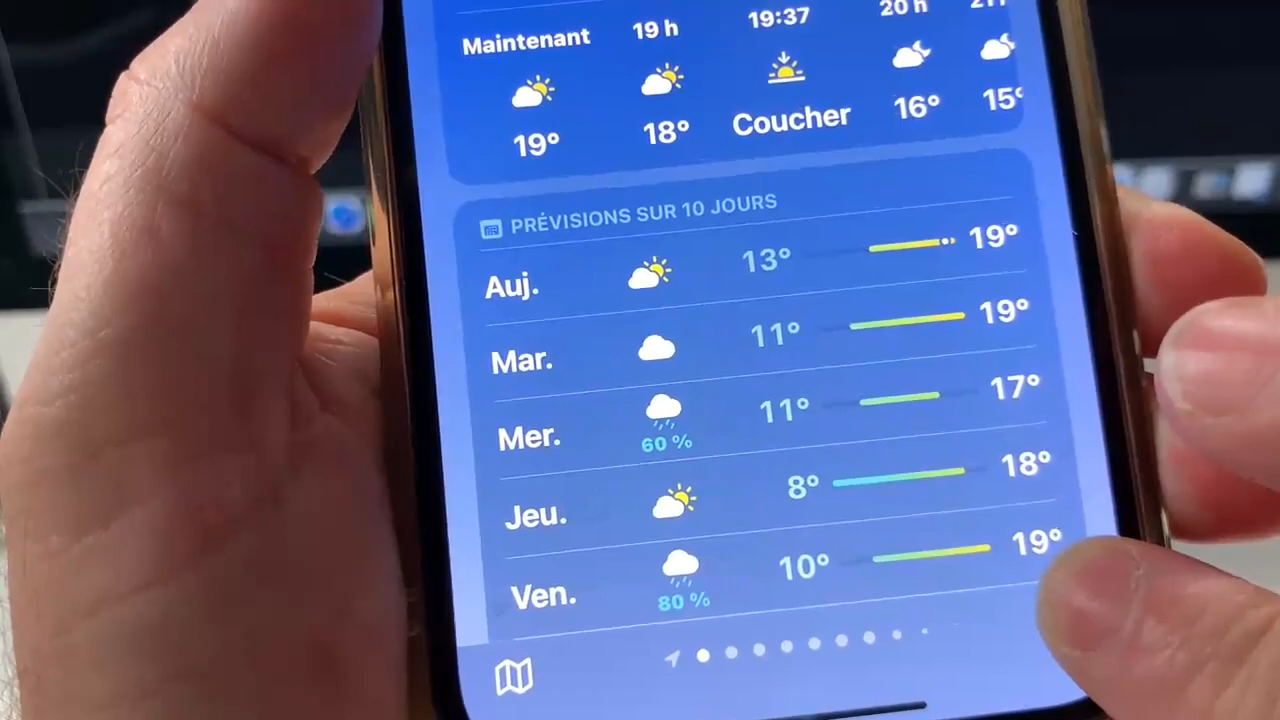 Maintenant 19 h 19:37 20 h
19° 18° Coucher 16° 15°
PRÉVISIONS SUR 10 JOURS
Auj. 13° 19°
Mar. 11° 19°
Mer. 60 % 11° 17°
Jeu. 8° 18°
Ven. 80 % 10° 19°